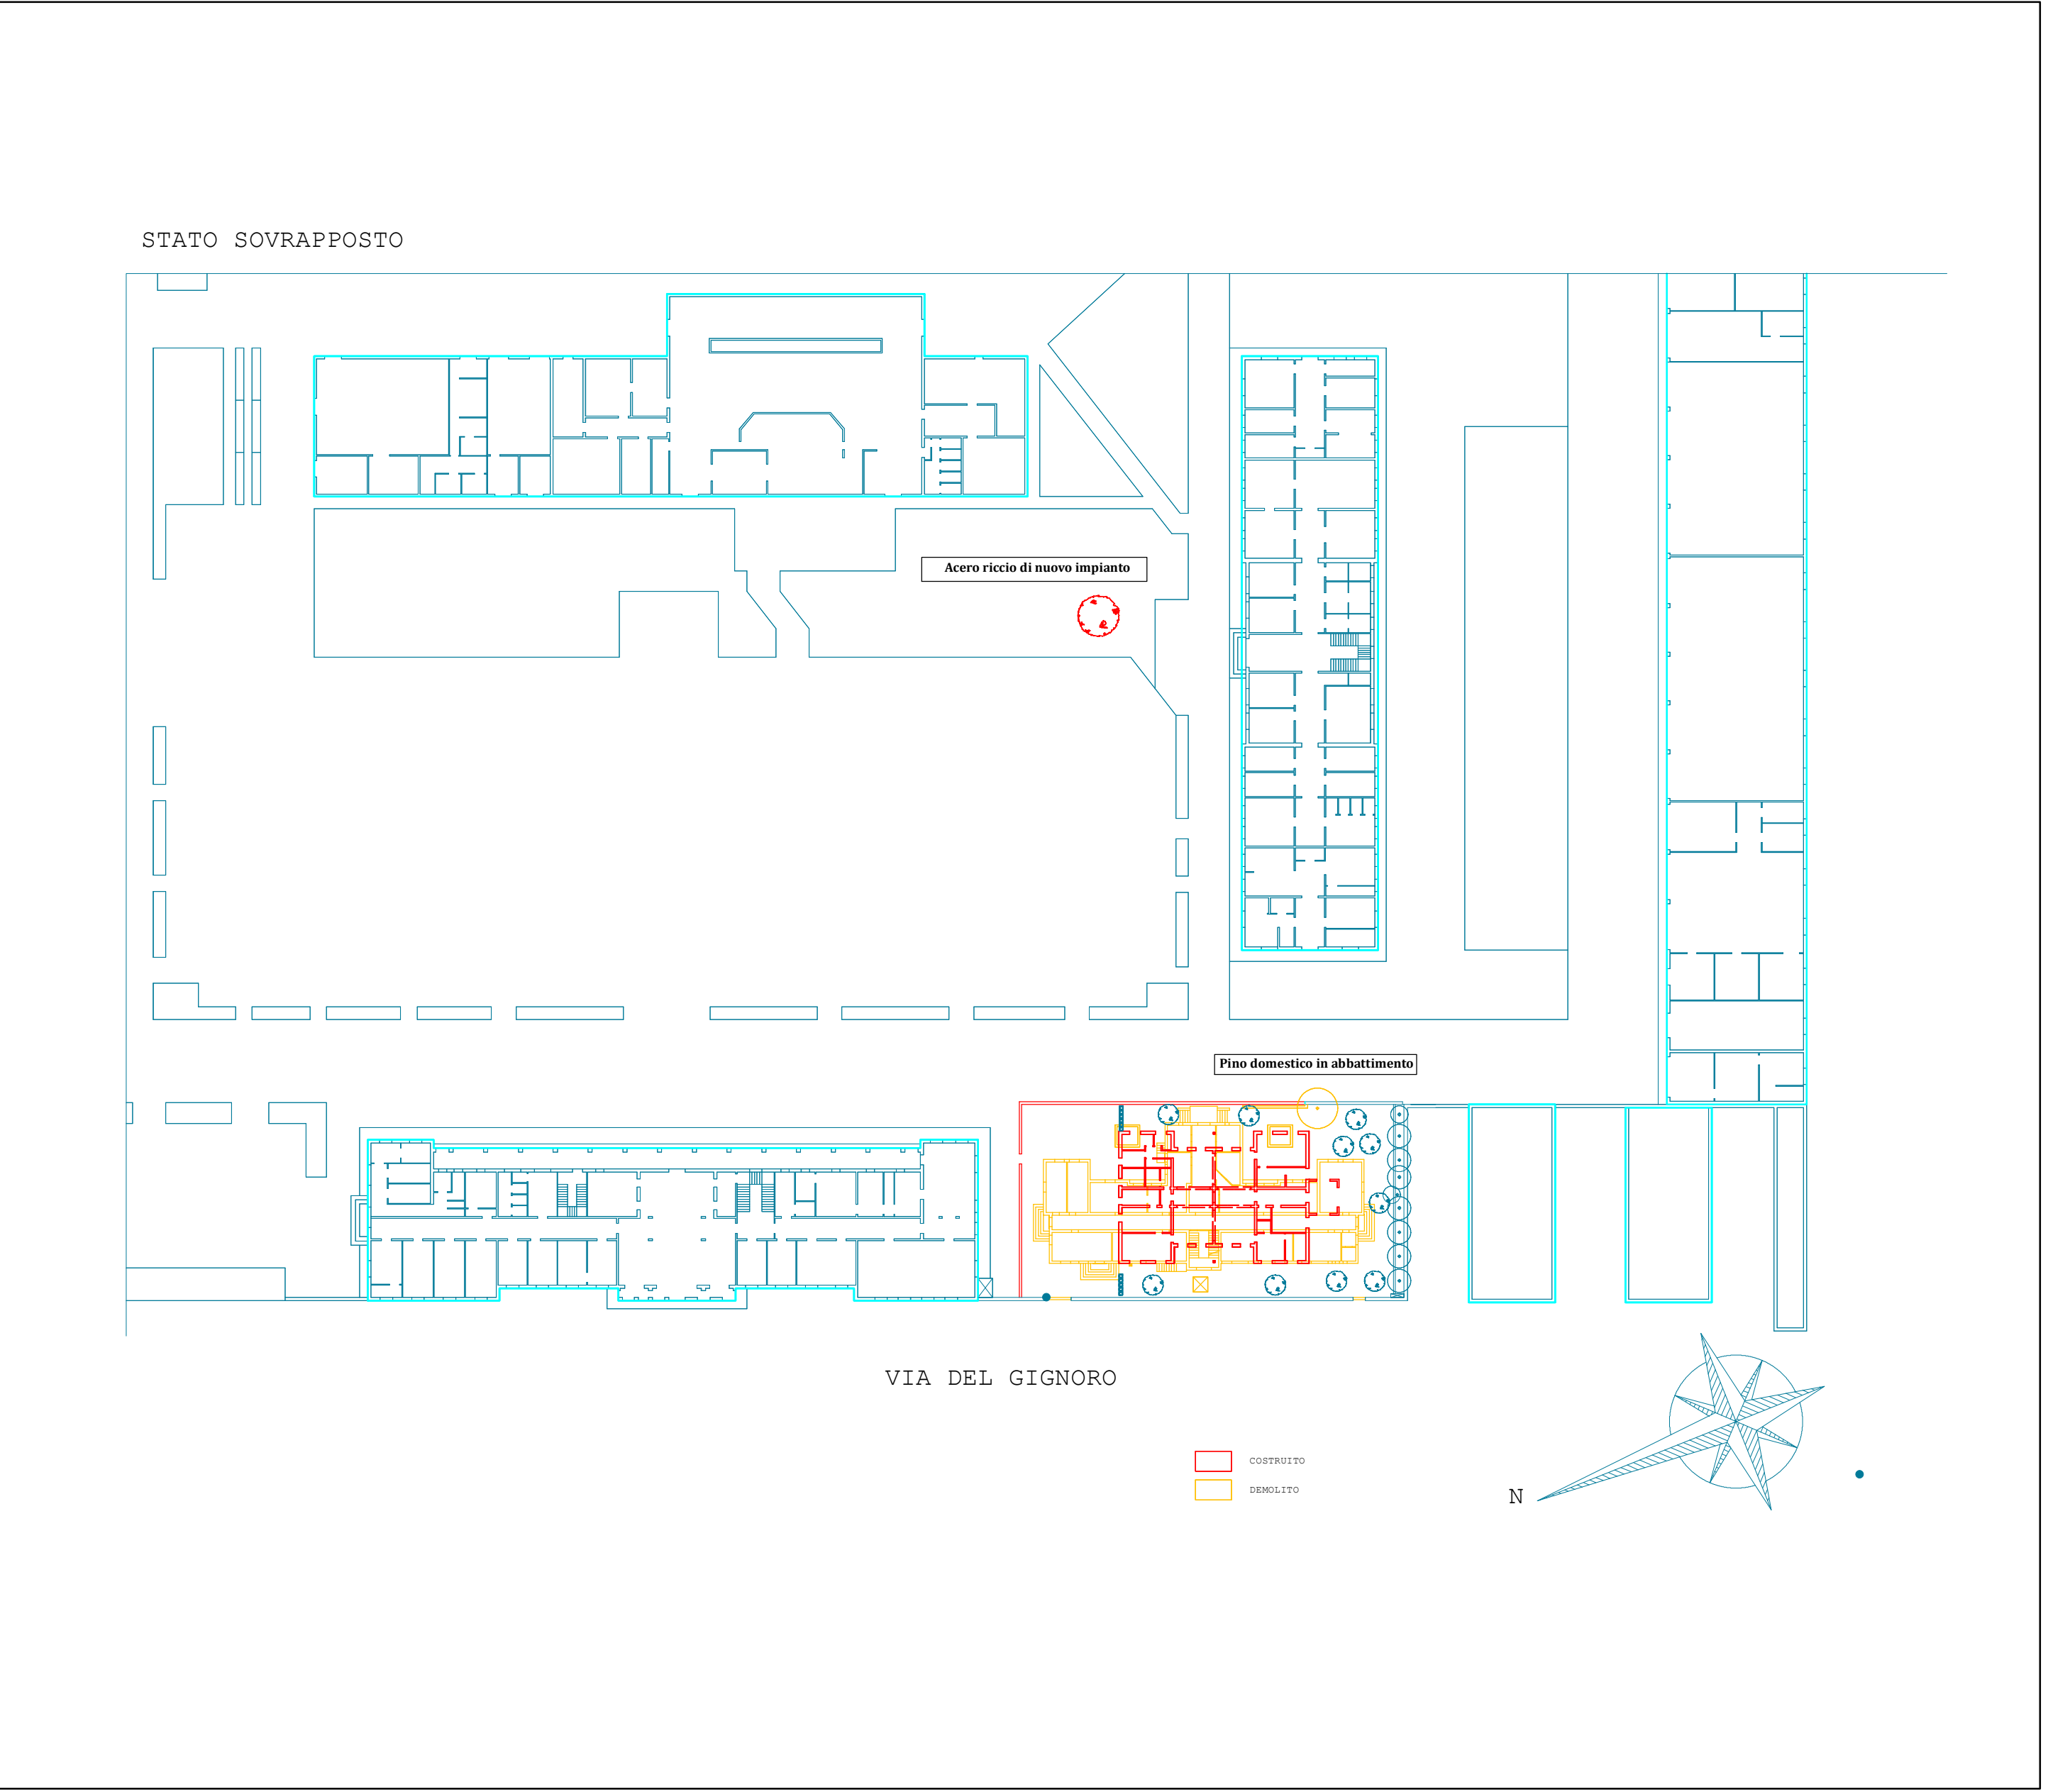 STATO SOVRAPPOSTO
Acero riccio di nuovo impianto
Pino domestico in abbattimento
VIA DEL GIGNORO
COSTRUITO
DEMOLITO
N